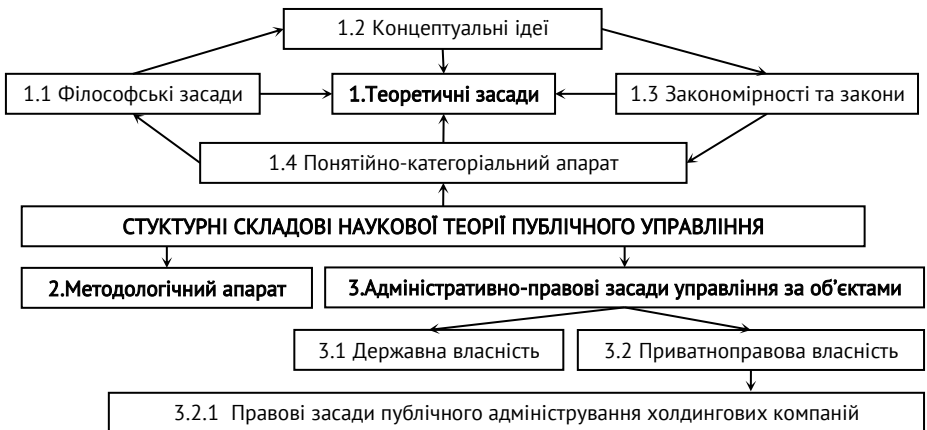 1.2 Концептуальні ідеї
1.1 Філософські засади
1.Теоретичні засади
1.3 Закономірності та закони
1.4 Понятійно-категоріальний апарат
СТУКТУРНІ СКЛАДОВІ НАУКОВОЇ ТЕОРІЇ ПУБЛІЧНОГО УПРАВЛІННЯ
2.Методологічний апарат
3.Адміністративно-правові засади управління за об’єктами
3.1 Державна власність
3.2 Приватноправова власність
3.2.1 Правові засади публічного адміністрування холдингових компаній